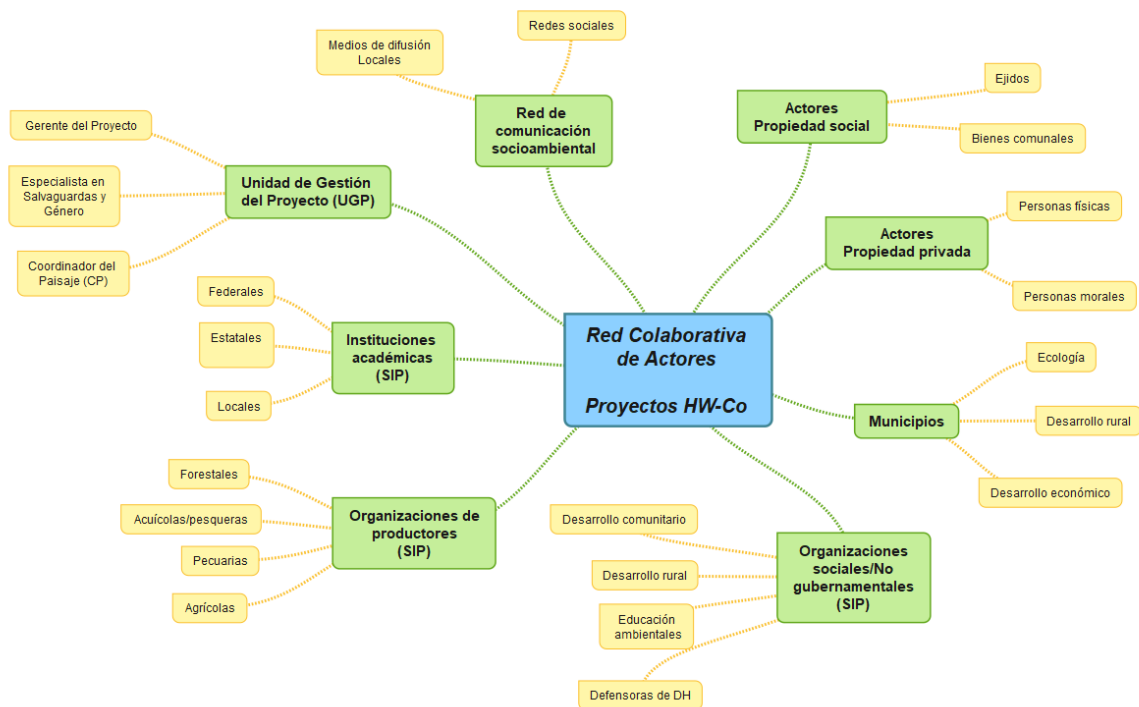 Redes sociales
Medios de difusión
Locales
Red de
comunicación
socioambiental
Actores
Propiedad social
Ejidos
Bienes comunales
Gerente del Proyecto
Especialista en
Salvaguardas y
Género
Coordinador del
Paisaje (CP)
Unidad de Gestión
del Proyecto (UGP)
Actores
Propiedad privada
Personas físicas
Personas morales
Federales
Estatales
Locales
Instituciones
académicas
(SIP)
Red Colaborativa
de Actores
Proyectos HW-Co
Municipios
Ecología
Desarrollo rural
Desarrollo económico
Forestales
Acuícolas/pesqueras
Pecuarias
Agrícolas
Organizaciones de
productores
(SIP)
Desarrollo comunitario
Desarrollo rural
Educación
ambientales
Defensoras de DH
Organizaciones
sociales/No
gubernamentales
(SIP)